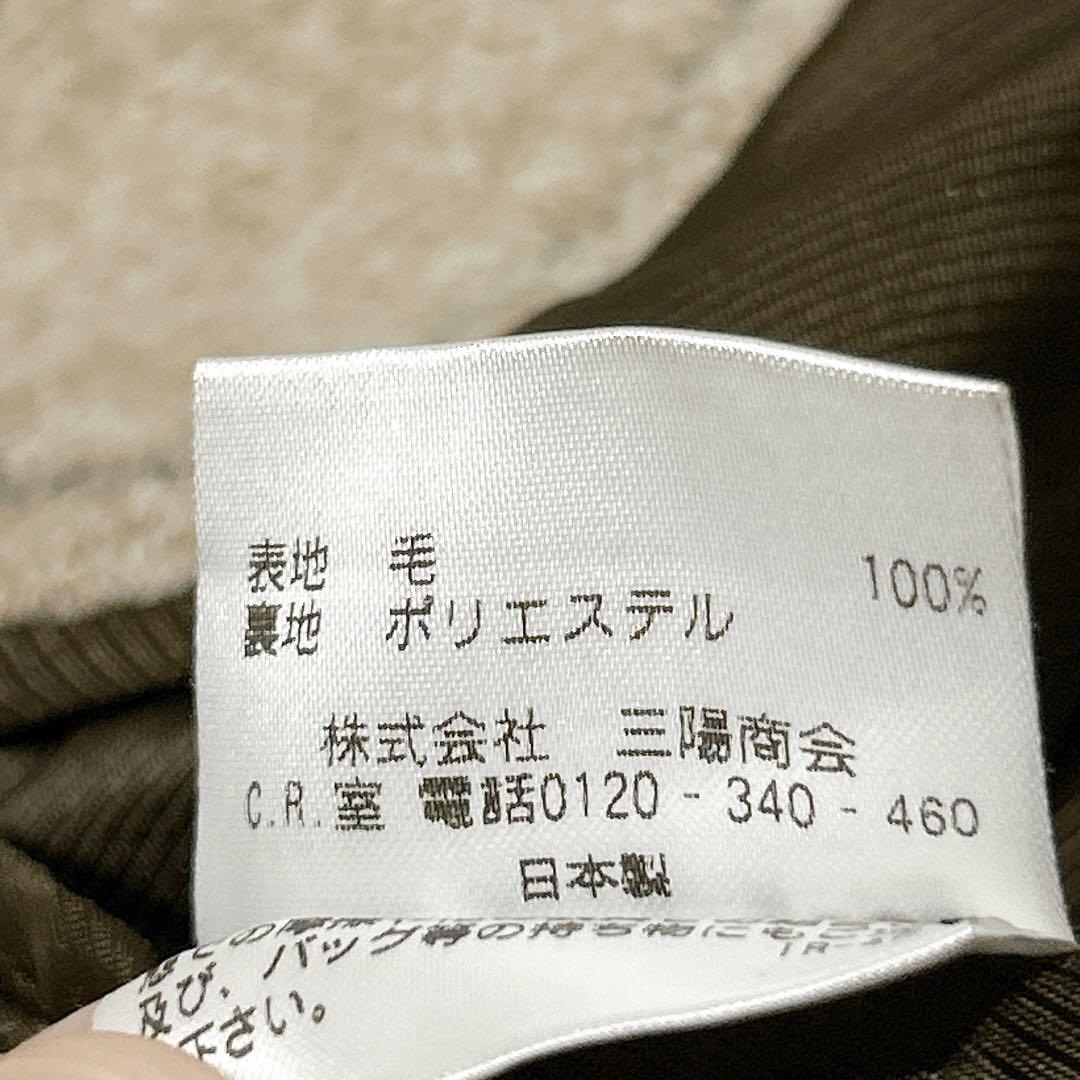 表地 毛 100%
裏地 ポリエステル
株式会社 三陽商会
C.R.室 電話0120-340-460
日本製
及び、バッグ等の持ち物にも
下さい。